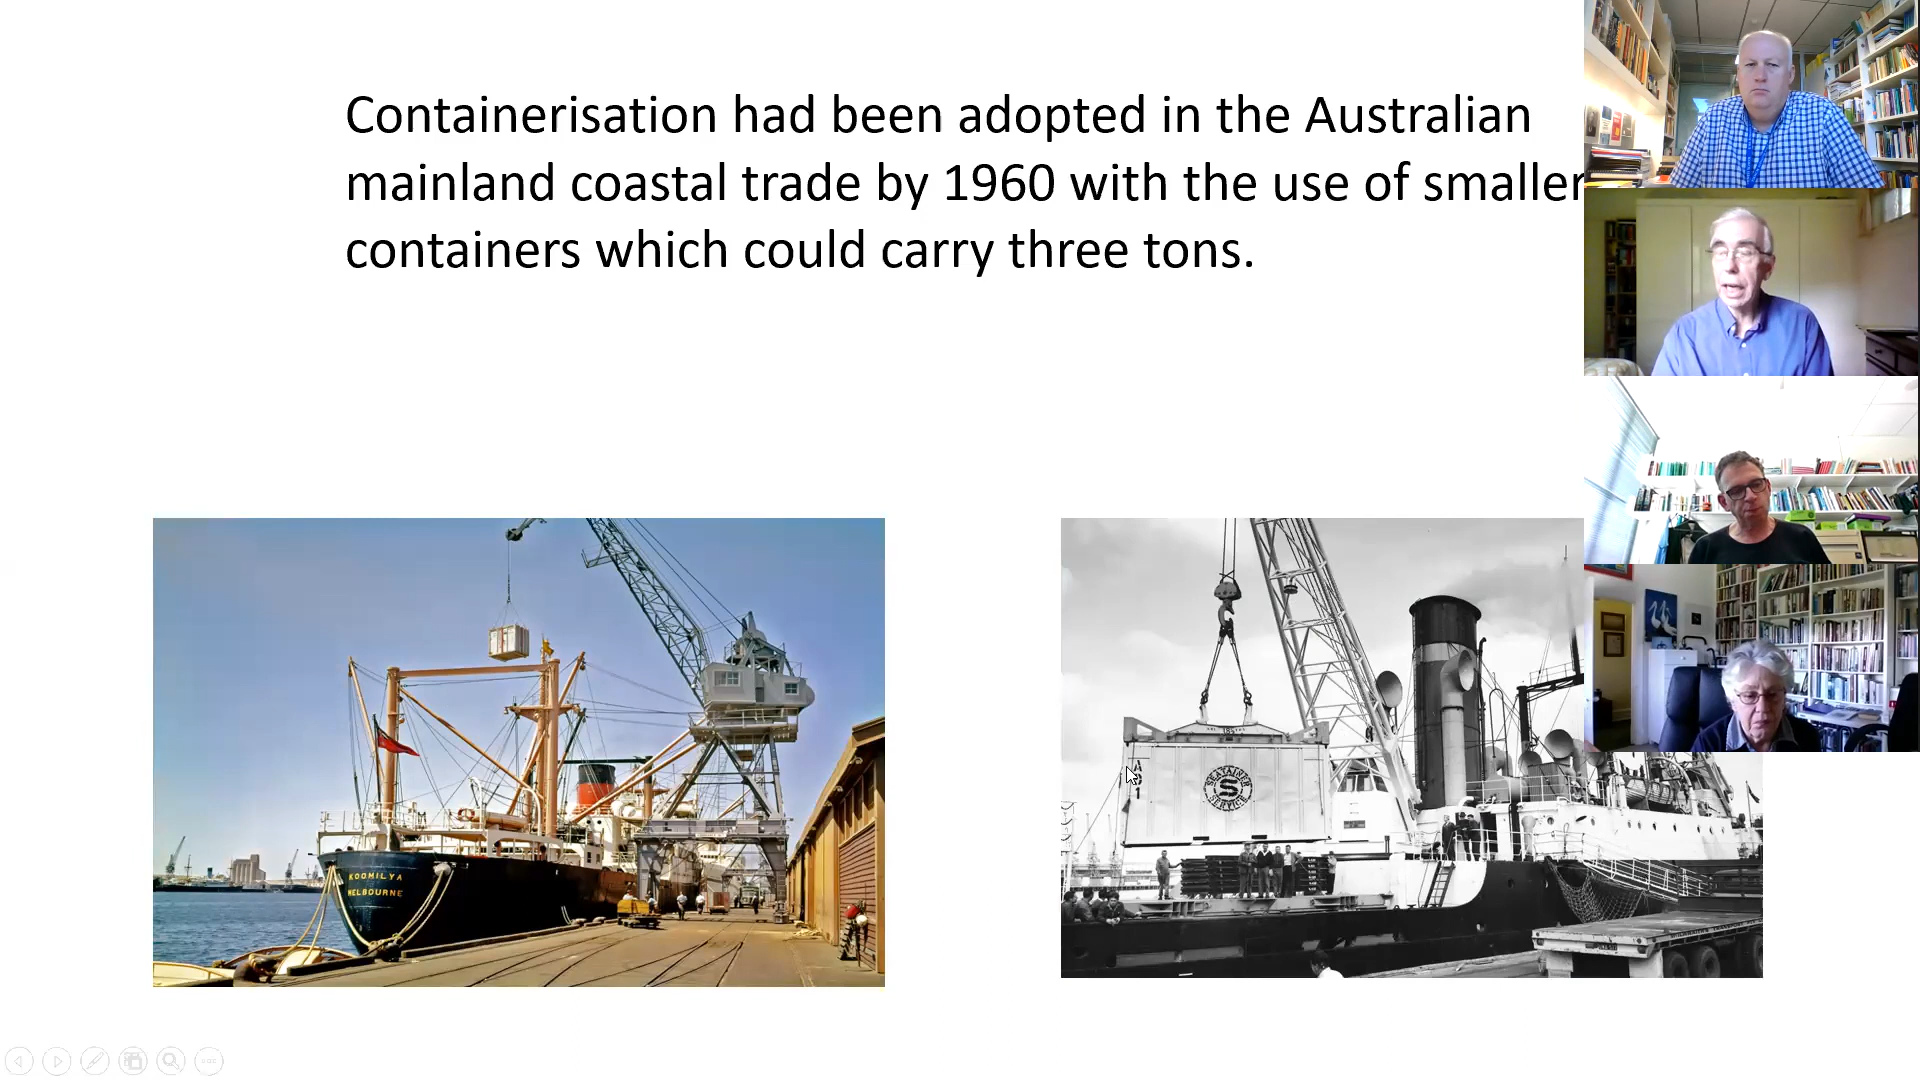 Containerisation had been adopted in the Australian
mainland coastal trade by 1960 with the use of smaller
containers which could carry three tons.
KOOMILYA
MELBOURNE
SEATAINER
SERVICE
S